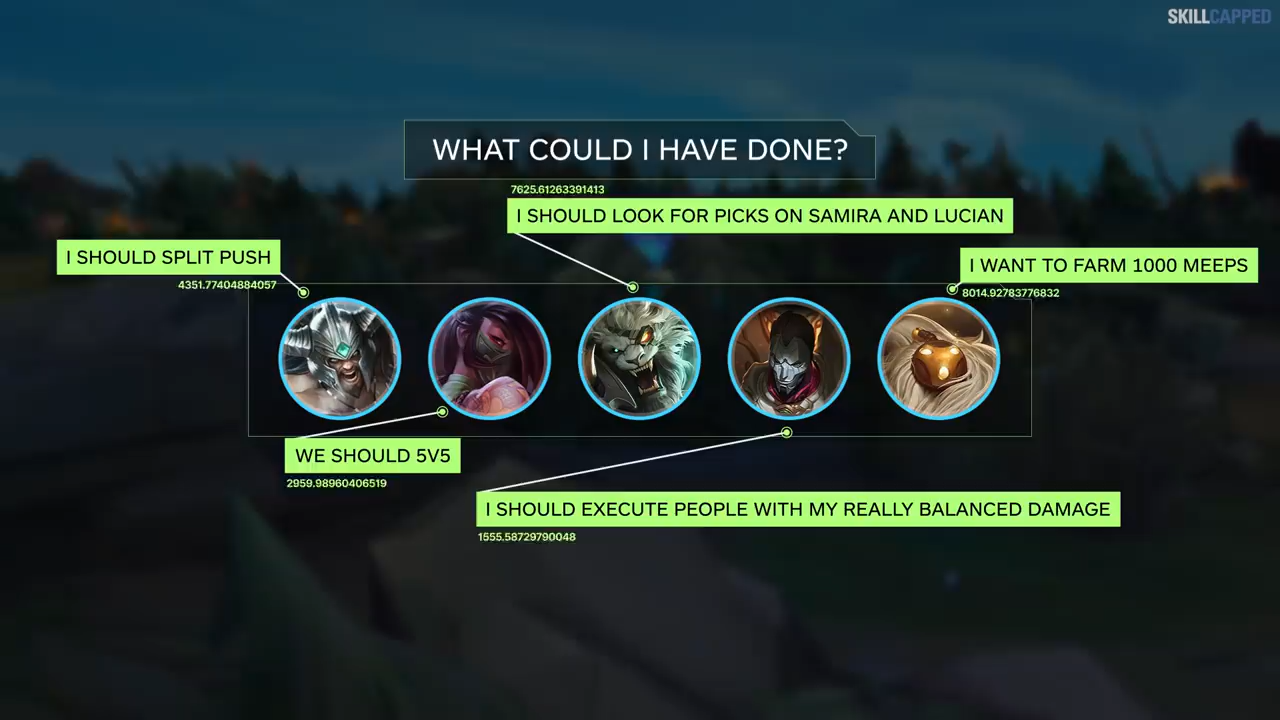 SKILLCAPPED
WHAT COULD I HAVE DONE?
7625.61263391413
I SHOULD LOOK FOR PICKS ON SAMIRA AND LUCIAN
I SHOULD SPLIT PUSH
4351.77404884057
I WANT TO FARM 1000 MEEPS
8014.92783776832
WE SHOULD 5V5
2959.98960406519
I SHOULD EXECUTE PEOPLE WITH MY REALLY BALANCED DAMAGE
1555.58729790048